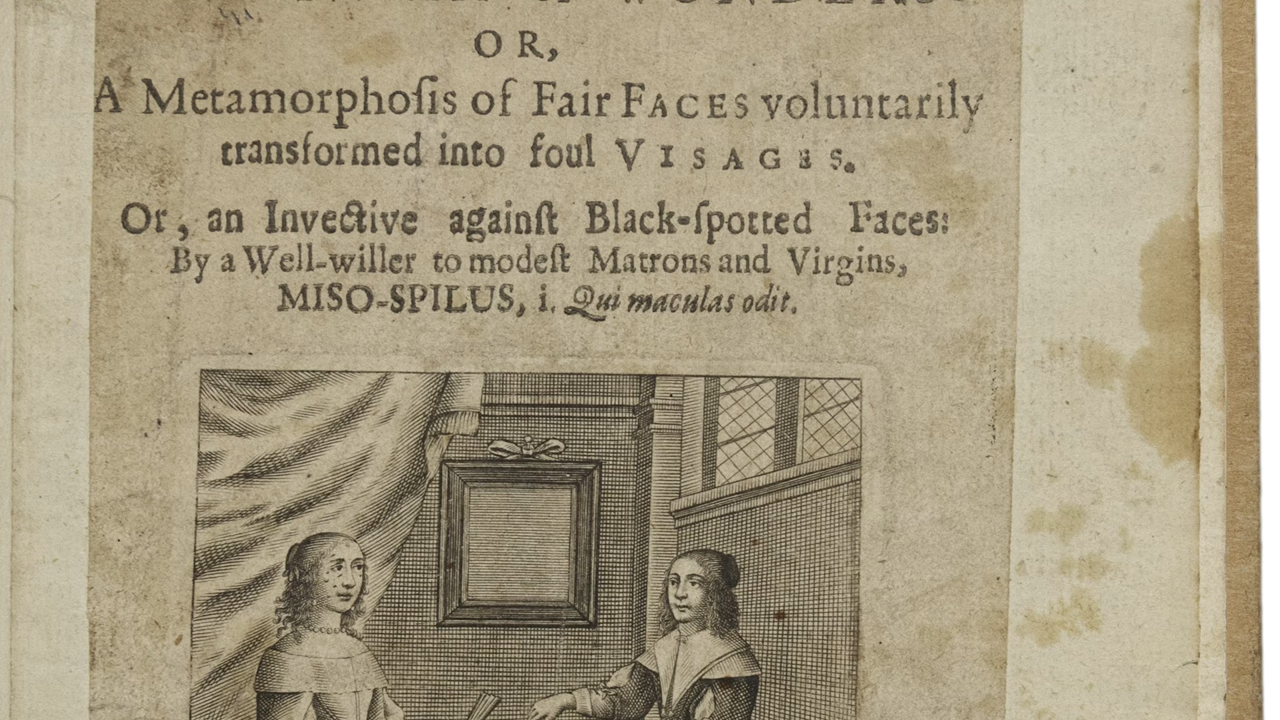 OR,
A Metamorphoſis of Fair FACES voluntarily
transformed into foul VISAGES.
Or, an Invective againſt Black-ſpotted Faces:
By a Well-willer to modeſt Matrons and Virgins,
MISO-SPILUS, i. Qui maculas odit.